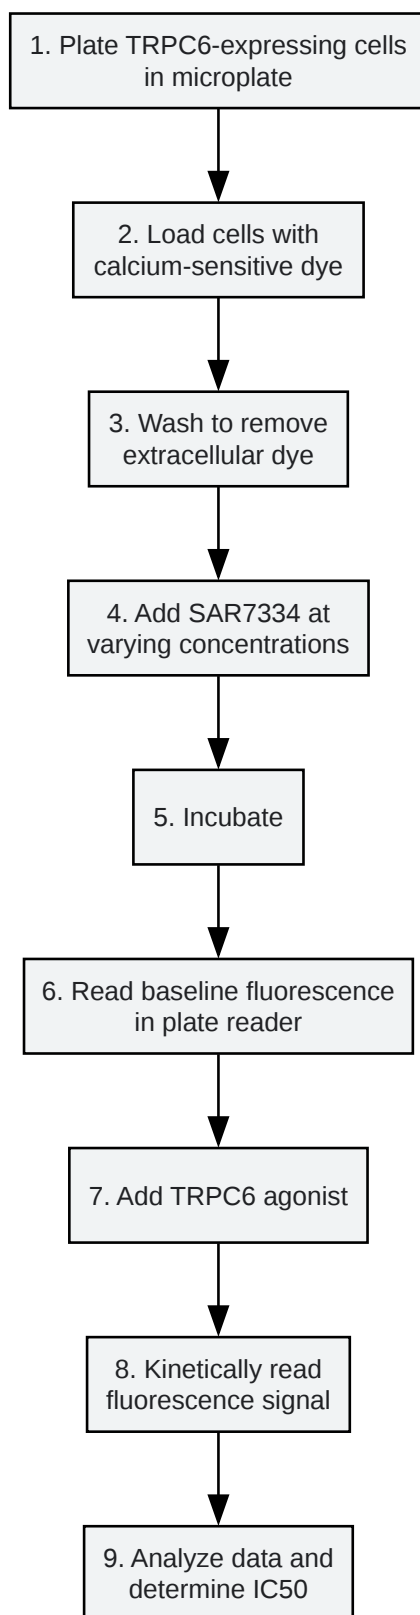 1. Plate TRPC6-expressing cells
in microplate
2. Load cells with
calcium-sensitive dye
3. Wash to remove
extracellular dye
4. Add SAR7334 at
varying concentrations
5. Incubate
6. Read baseline fluorescence
in plate reader
7. Add TRPC6 agonist
8. Kinetically read
fluorescence signal
9. Analyze data and
determine IC50